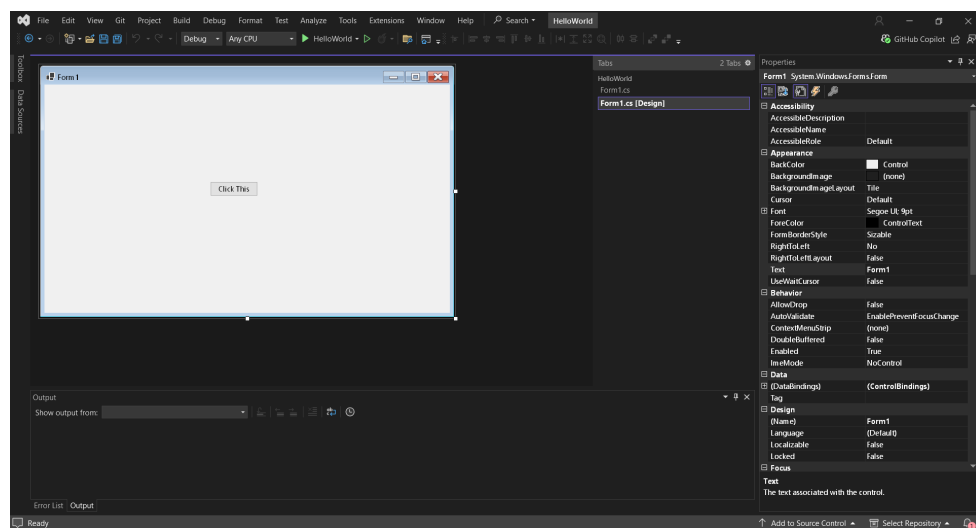 File Edit View Git Project Build Debug Format Test Analyze Tools Extensions Window Help Search HelloWorld
Debug Any CPU HelloWorld GitHub Copilot
Toolbox
Data Sources
Form1
Click This
Tabs 2 Tabs
HelloWorld
Form1.cs
Form1.cs [Design]
Properties
Form1 System.Windows.Forms.Form
Accessibility
AccessibleDescription
AccessibleName
AccessibleRole Default
Appearance
BackColor Control
BackgroundImage (none)
BackgroundImageLayout Tile
Cursor Default
Font Segoe UI; 9pt
ForeColor ControlText
FormBorderStyle Sizable
RightToLeft No
RightToLeftLayout False
Text Form1
UseWaitCursor False
Behavior
AllowDrop False
AutoValidate EnablePreventFocusChange
ContextMenuStrip (none)
DoubleBuffered False
Enabled True
ImeMode NoControl
Data
(DataBindings) (ControlBindings)
Tag
Design
(Name) Form1
Language (Default)
Localizable False
Locked False
Focus
Text
The text associated with the control.
Output
Show output from:
Error List Output
Ready Add to Source Control Select Repository